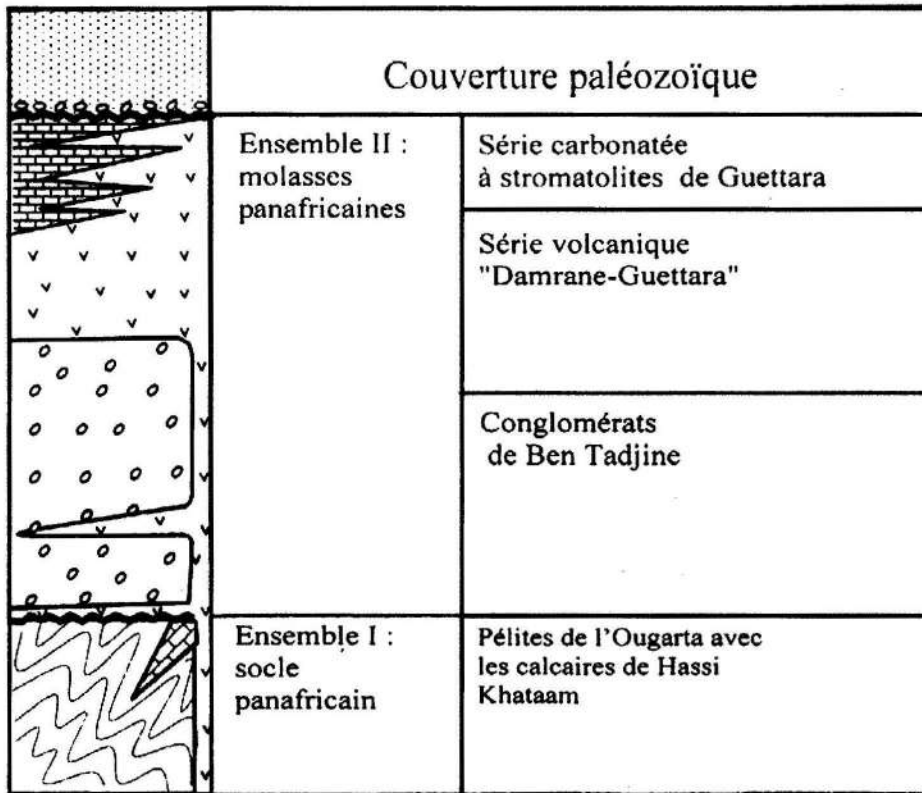 Couverture paléozoïque
Ensemble II :
molasses
panafricaines
Série carbonatée
à stromatolites de Guettara
Série volcanique
"Damrane-Guettara"
Conglomérats
de Ben Tadjine
Ensemble I :
socle
panafricain
Pélites de l'Ougarta avec
les calcaires de Hassi
Khataam